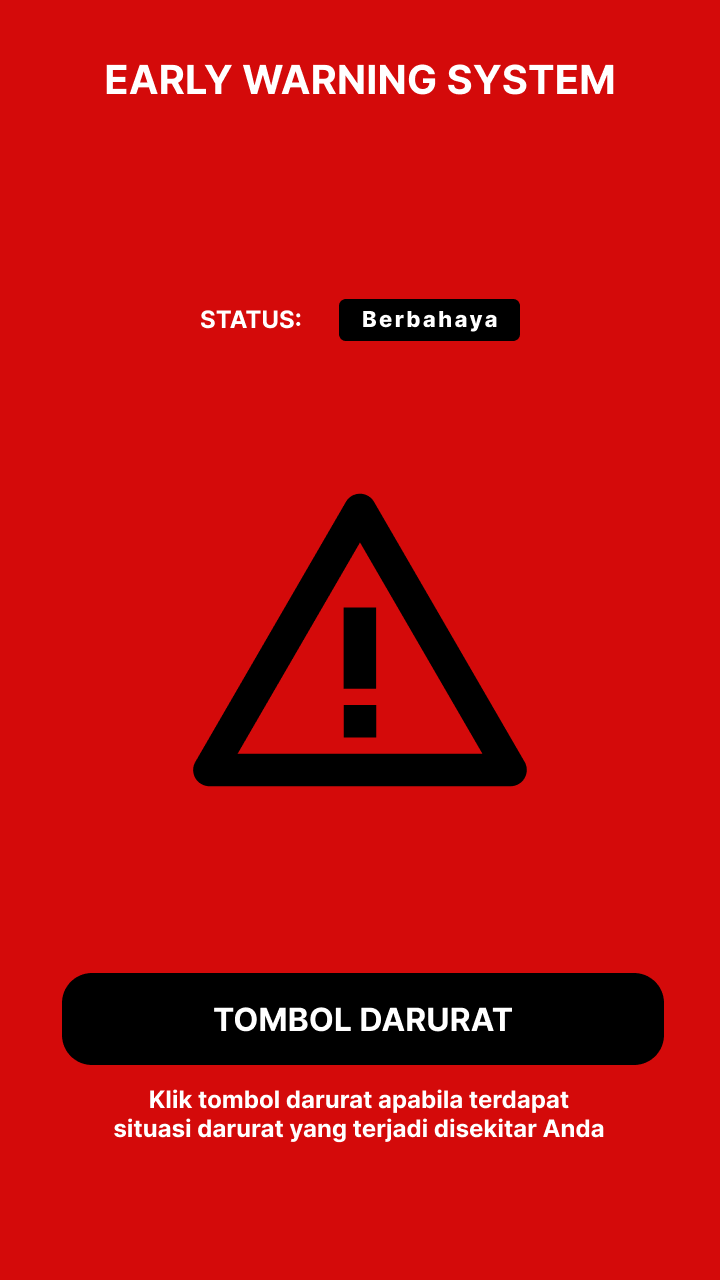 EARLY WARNING SYSTEM
STATUS: Berbahaya
TOMBOL DARURAT
Klik tombol darurat apabila terdapat
situasi darurat yang terjadi disekitar Anda